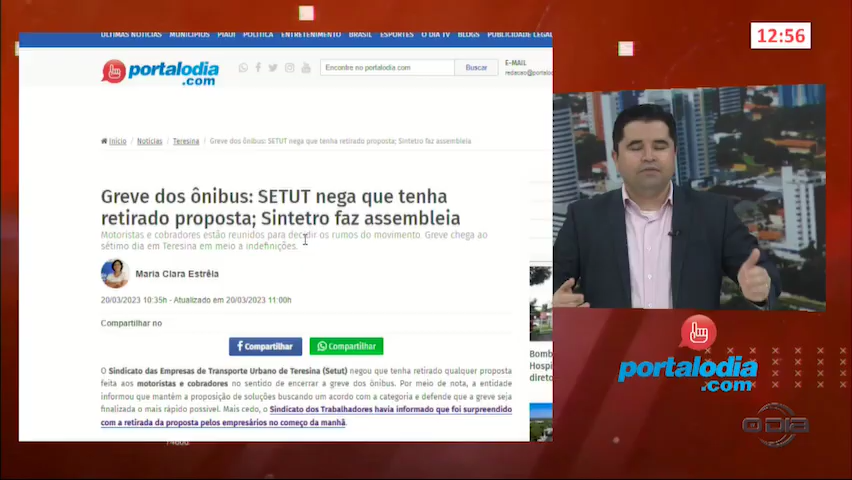 12:56
ÚLTIMAS NOTÍCIAS MUNICÍPIOS PIAUÍ POLÍTICA ENTRETENIMENTO BRASIL ESPORTES O DIA TV BLOGS PUBLICIDADE LEGAL
portalodia
.com
Encontre no portalodia.com
Buscar
E-MAIL
redacao@portalo
Início Notícias Teresina Greve dos ônibus: SETUT nega que tenha retirado proposta; Sintetro faz assembleia
Greve dos ônibus: SETUT nega que tenha
retirado proposta; Sintetro faz assembleia
Motoristas e cobradores estão reunidos para decidir os rumos do movimento. Greve chega ao
sétimo dia em Teresina em meio a indefinições.
Maria Clara Estrêla
20/03/2023 10:35h - Atualizado em 20/03/2023 11:00h
Compartilhar no
Compartilhar
Compartilhar
O Sindicato das Empresas de Transporte Urbano de Teresina (Setut) negou que tenha retirado qualquer proposta
feita aos motoristas e cobradores no sentido de encerrar a greve dos ônibus. Por meio de nota, a entidade
informou que mantém a proposição de soluções buscando um acordo com a categoria e defende que a greve seja
finalizada o mais rápido possível. Mais cedo, o Sindicato dos Trabalhadores havia informado que foi surpreendido
com a retirada da proposta pelos empresários no começo da manhã.
Bomb
Hospi
direto
portalodia
.com
O DIA